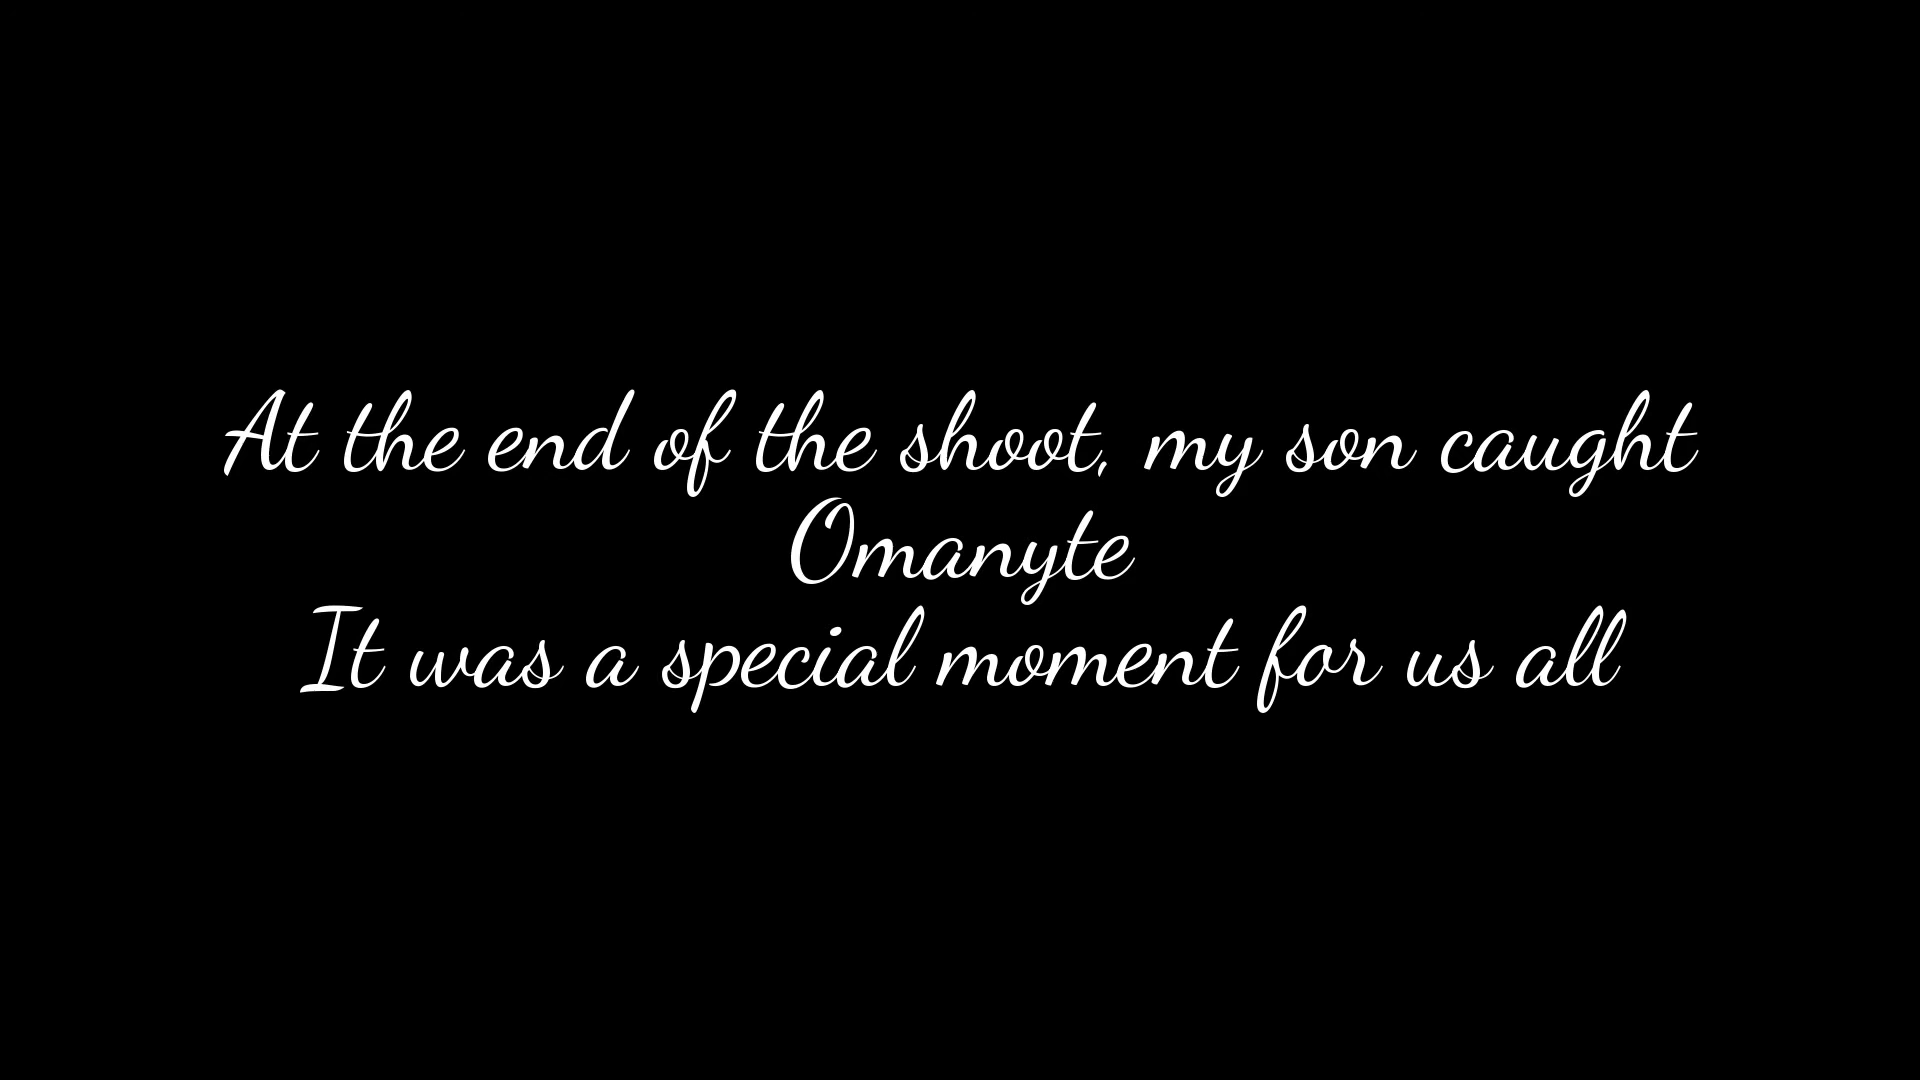 At the end of the shoot, my son caught
Omanyte
It was a special moment for us all